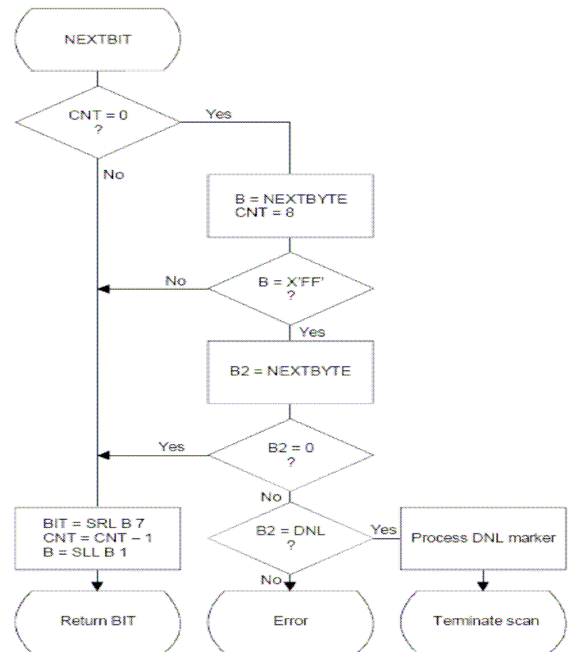 NEXTBIT
CNT = 0
?
Yes
No
B = NEXTBYTE
CNT = 8
B = X'FF'
?
No
Yes
B2 = NEXTBYTE
B2 = 0
?
Yes
No
BIT = SRL B 7
CNT = CNT – 1
B = SLL B 1
B2 = DNL
?
Yes
Process DNL marker
No
Return BIT
Error
Terminate scan